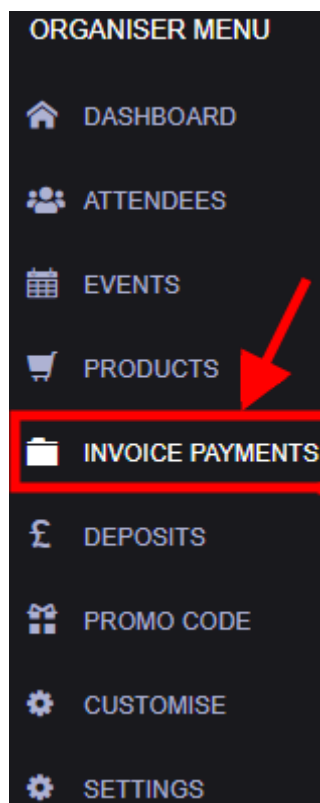 ORGANISER MENU
DASHBOARD
ATTENDEES
EVENTS
PRODUCTS
INVOICE PAYMENTS
£ DEPOSITS
PROMO CODE
CUSTOMISE
SETTINGS